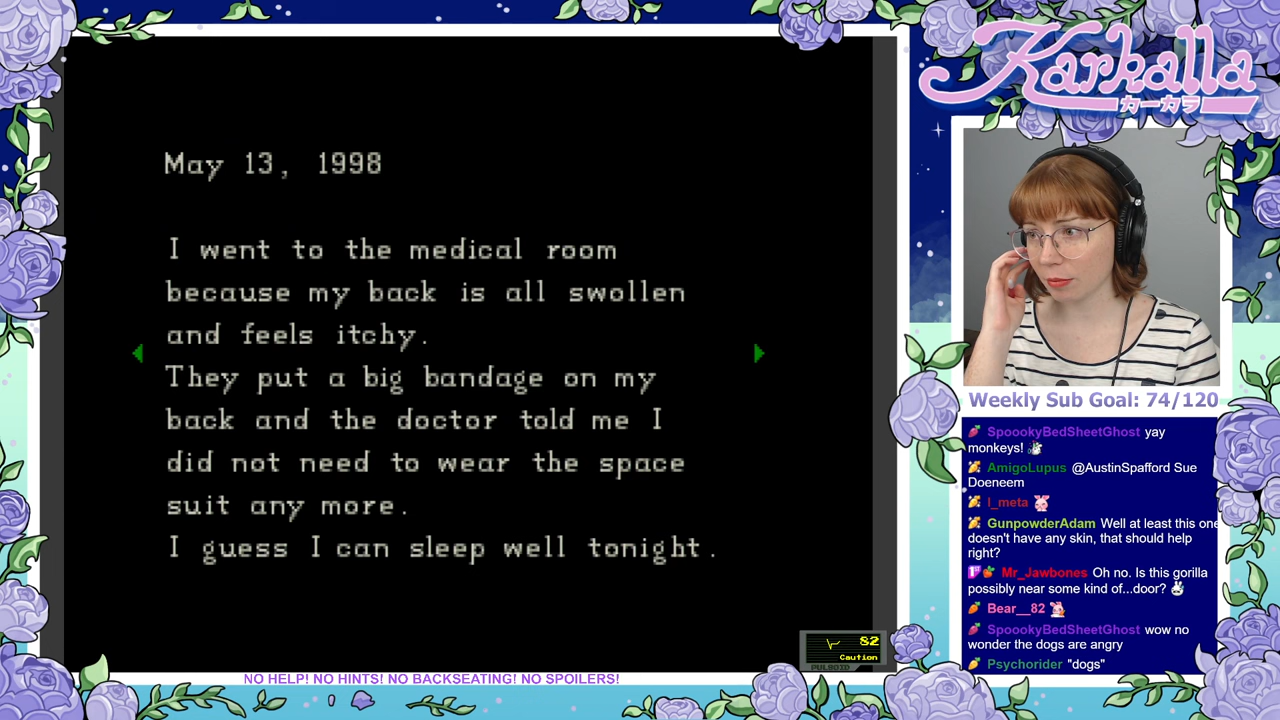 Karkalla
カーカラ
May 13, 1998
I went to the medical room
because my back is all swollen
and feels itchy.
They put a big bandage on my
back and the doctor told me I
did not need to wear the space
suit any more.
I guess I can sleep well tonight.
82
Caution
PULSOID
NO HELP! NO HINTS! NO BACKSEATING! NO SPOILERS!
Weekly Sub Goal: 74/120
SpoookyBedSheetGhost yay
monkeys!
AmigoLupus @AustinSpafford Sue
Doeneem
I_meta
GunpowderAdam Well at least this one
doesn't have any skin, that should help
right?
Mr_Jawbones Oh no. Is this gorilla
possibly near some kind of...door?
Bear__82
SpoookyBedSheetGhost wow no
wonder the dogs are angry
Psychorider "dogs"